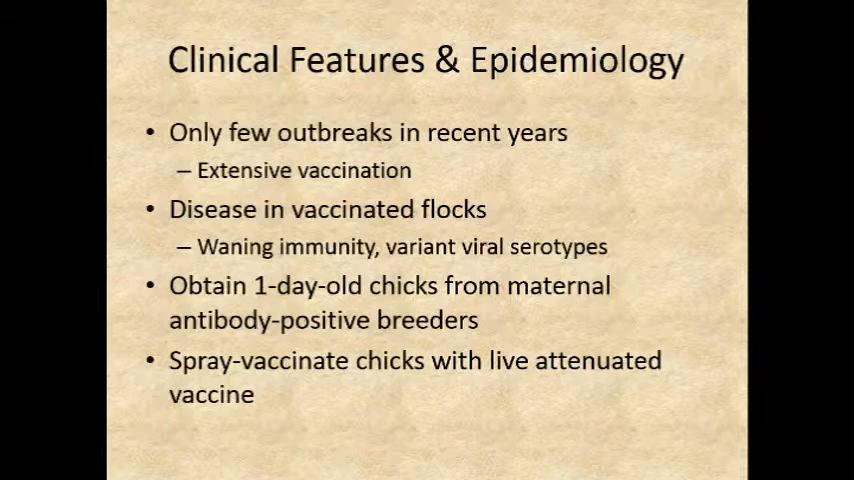 Clinical Features & Epidemiology
• Only few outbreaks in recent years
– Extensive vaccination
• Disease in vaccinated flocks
– Waning immunity, variant viral serotypes
• Obtain 1-day-old chicks from maternal
antibody-positive breeders
• Spray-vaccinate chicks with live attenuated
vaccine